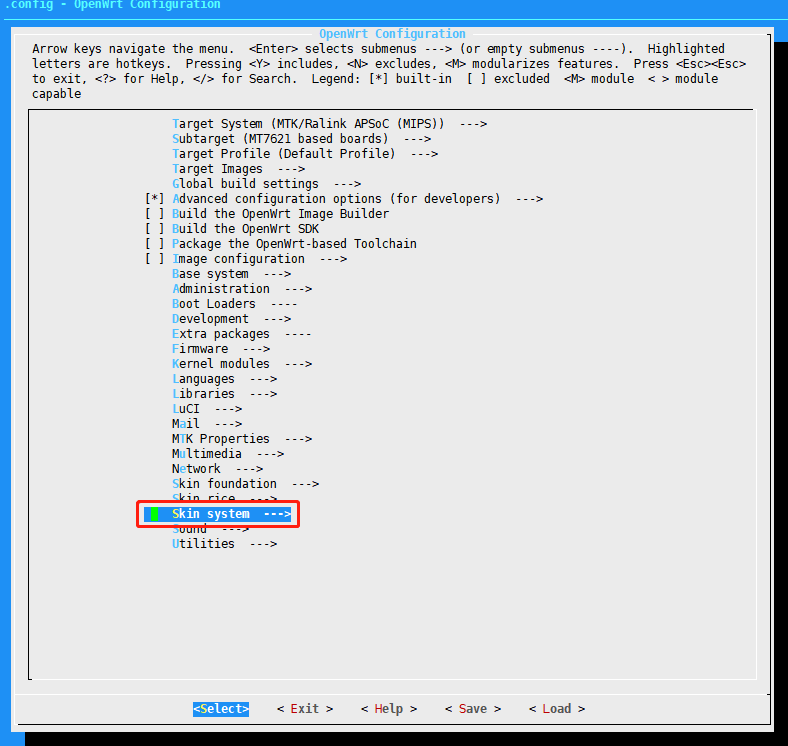 .config - OpenWrt Configuration
OpenWrt Configuration
Arrow keys navigate the menu.  <Enter> selects submenus ---> (or empty submenus ----).  Highlighted
letters are hotkeys.  Pressing <Y> includes, <N> excludes, <M> modularizes features.  Press <Esc><Esc>
to exit, <?> for Help, </> for Search.  Legend: [*] built-in  [ ] excluded  <M> module  < > module
capable
Target System (MTK/Ralink APSoC (MIPS))  --->
Subtarget (MT7621 based boards)  --->
Target Profile (Default Profile)  --->
Target Images  --->
Global build settings  --->
[*] Advanced configuration options (for developers)  --->
[ ] Build the OpenWrt Image Builder
[ ] Build the OpenWrt SDK
[ ] Package the OpenWrt-based Toolchain
[ ] Image configuration  --->
Base system  --->
Administration  --->
Boot Loaders  ----
Development  --->
Extra packages  ----
Firmware  --->
Kernel modules  --->
Languages  --->
Libraries  --->
LuCI  --->
Mail  --->
MTK Properties  --->
Multimedia  --->
Network  --->
Skin foundation  --->
Skin rice  --->
Skin system  --->
Sound  --->
Utilities  --->
<Select>    < Exit >    < Help >    < Save >    < Load >